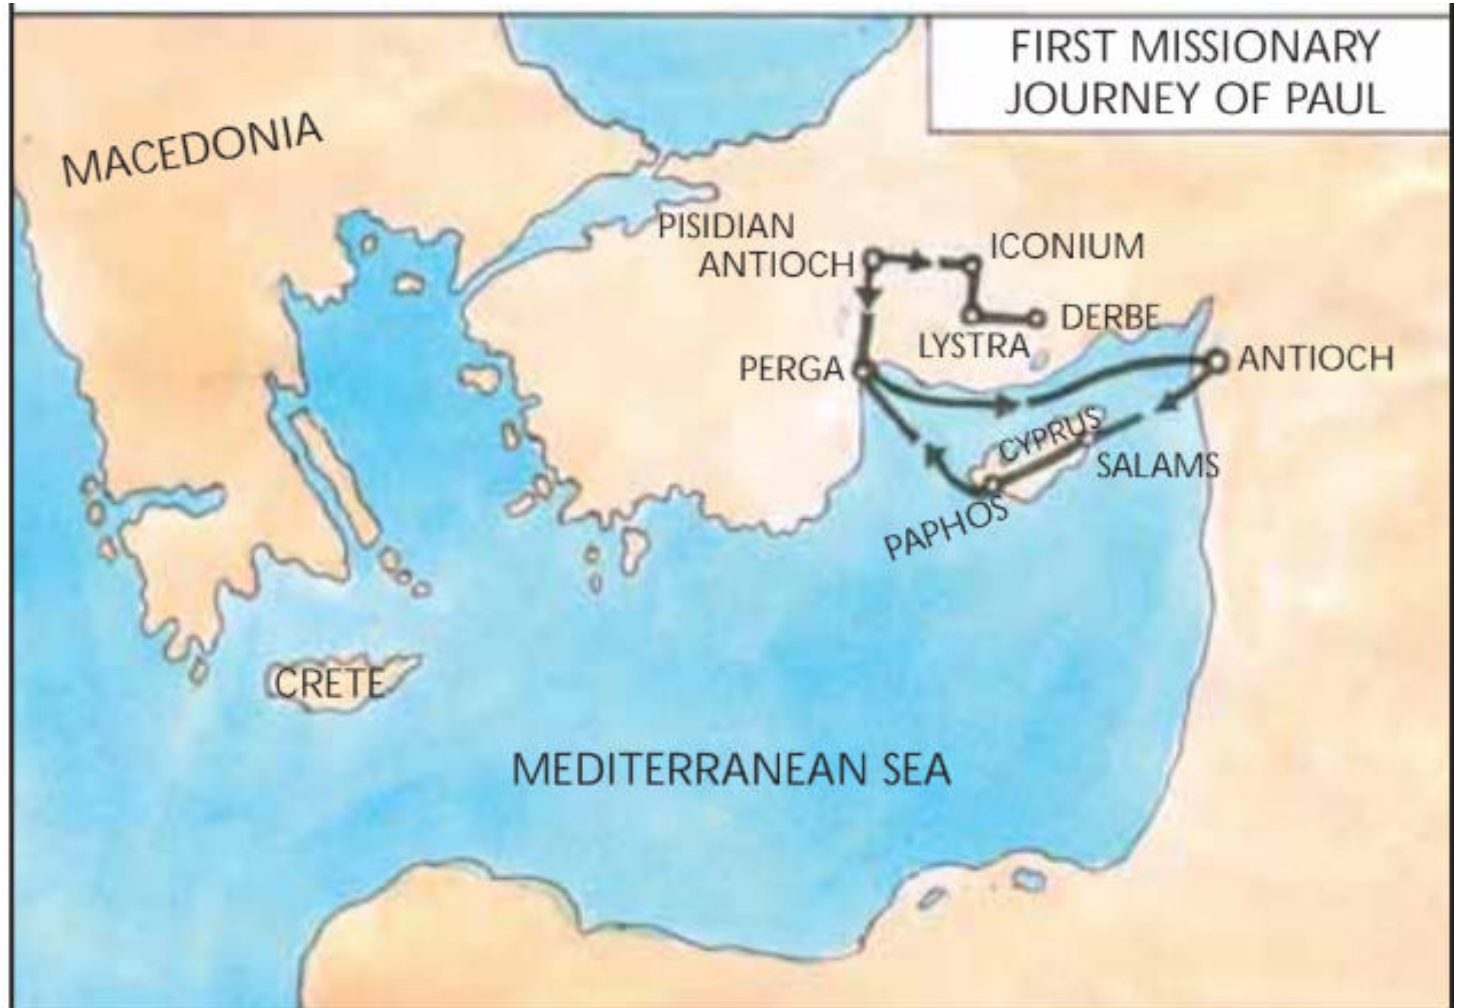 FIRST MISSIONARY
JOURNEY OF PAUL
MACEDONIA
PISIDIAN
ANTIOCH
ICONIUM
DERBE
LYSTRA
PERGA
ANTIOCH
CYPRUS
SALAMS
PAPHOS
CRETE
MEDITERRANEAN SEA